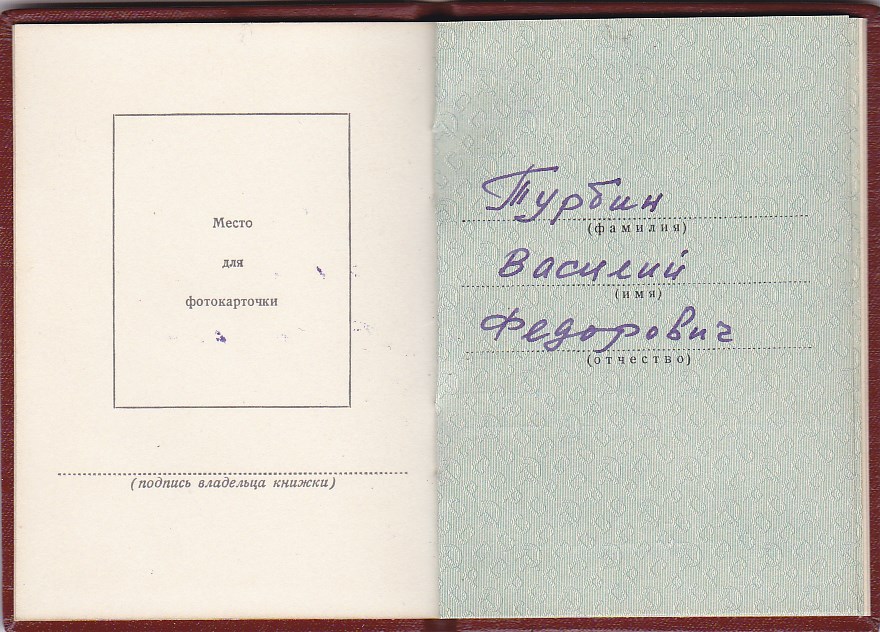 Место
для
фотокарточки
(подпись владельца книжки)
Турбин
(фамилия)
Василий
(имя)
Федорович
(отчество)